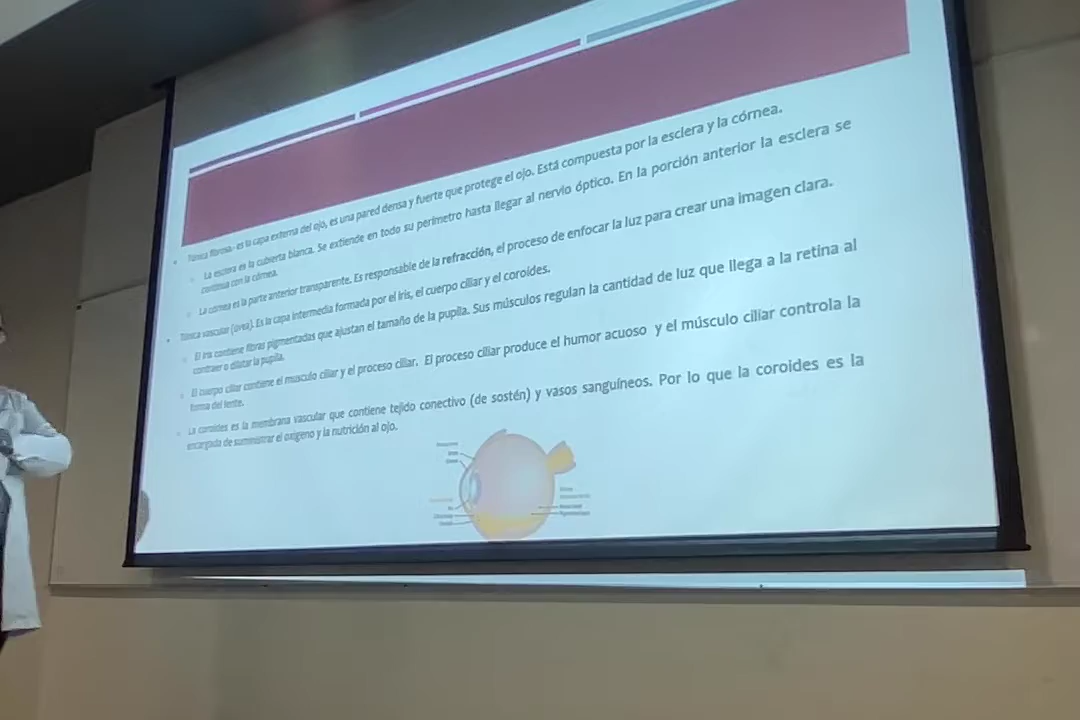 Túnica fibrosa.- es la capa externa del ojo, es una pared densa y fuerte que protege el ojo. Está compuesta por la esclera y la córnea.
La esclera es la cubierta blanca. Se extiende en todo su perímetro hasta llegar al nervio óptico. En la porción anterior la esclera se
continua con la córnea.
La córnea es la parte anterior transparente. Es responsable de la refracción, el proceso de enfocar la luz para crear una imagen clara.
Túnica vascular (úvea). Es la capa intermedia formada por el iris, el cuerpo ciliar y el coroides.
El iris contiene fibras pigmentadas que ajustan el tamaño de la pupila. Sus músculos regulan la cantidad de luz que llega a la retina al
contraer o dilatar la pupila.
El cuerpo ciliar contiene el musculo ciliar y el proceso ciliar. El proceso ciliar produce el humor acuoso y el músculo ciliar controla la
forma del lente.
La coroides es la membrana vascular que contiene tejido conectivo (de sostén) y vasos sanguíneos. Por lo que la coroides es la
encargada de suministrar el oxigeno y la nutrición al ojo.